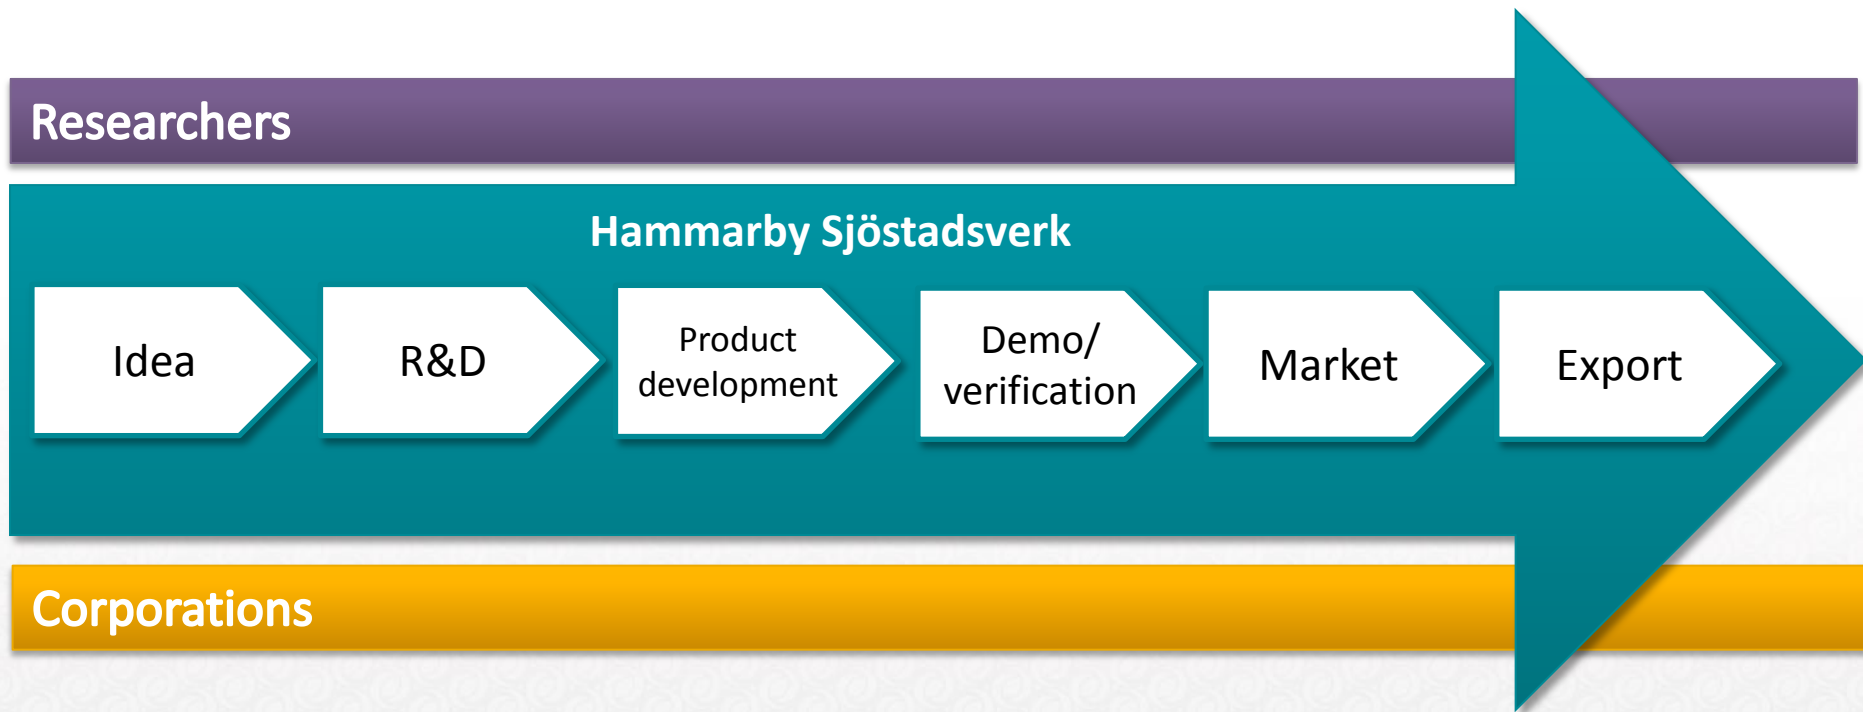 Researchers
Hammarby Sjöstadsverk
Idea
R&D
Product
development
Demo/
verification
Market
Export
Corporations